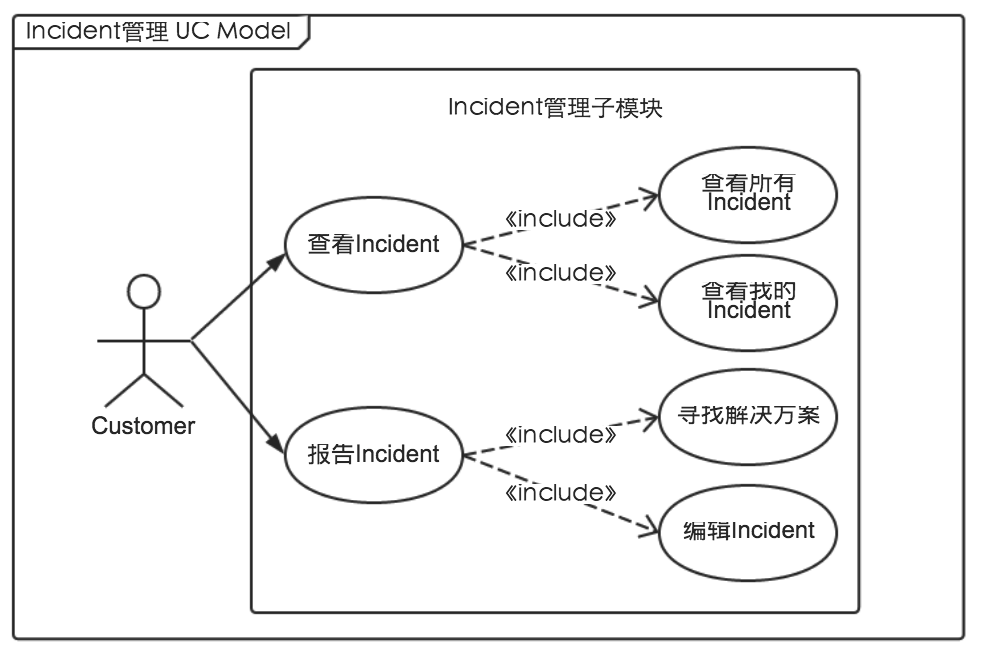 Incident管理 UC Model
Incident管理子模块
查看所有
Incident
《include》
查看Incident
《include》
查看我的
Incident
寻找解决方案
《include》
Customer
报告Incident
《include》
编辑Incident